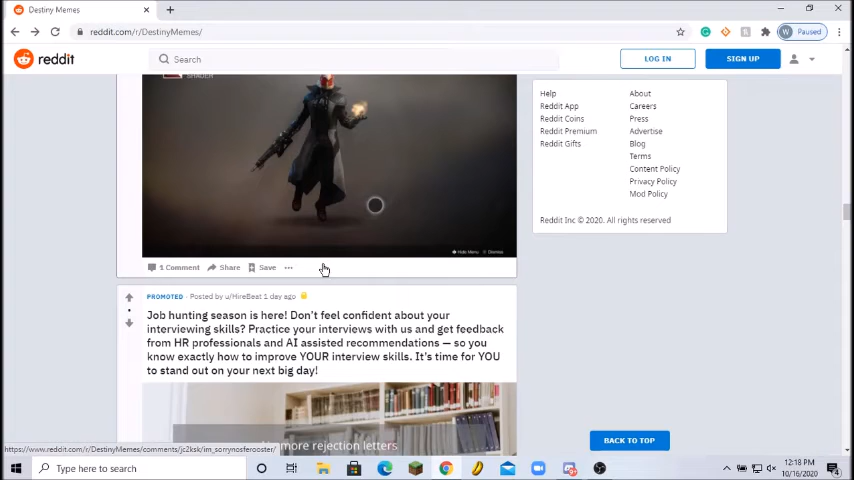 Destiny Memes
reddit.com/r/DestinyMemes/
Paused
reddit
Search
LOG IN
SIGN UP
SHADER
Hide Menu Dismiss
1 Comment Share Save
PROMOTED Posted by u/HireBeat 1 day ago
Job hunting season is here! Don't feel confident about your
interviewing skills? Practice your interviews with us and get feedback
from HR professionals and AI assisted recommendations — so you
know exactly how to improve YOUR interview skills. It's time for YOU
to stand out on your next big day!
more rejection letters
Help About
Reddit App Careers
Reddit Coins Press
Reddit Premium Advertise
Reddit Gifts Blog
Terms
Content Policy
Privacy Policy
Mod Policy
Reddit Inc © 2020. All rights reserved
BACK TO TOP
https://www.reddit.com/r/DestinyMemes/comments/jc2ksk/im_sorrynosferooster/
Type here to search
12:18 PM
10/16/2020
4